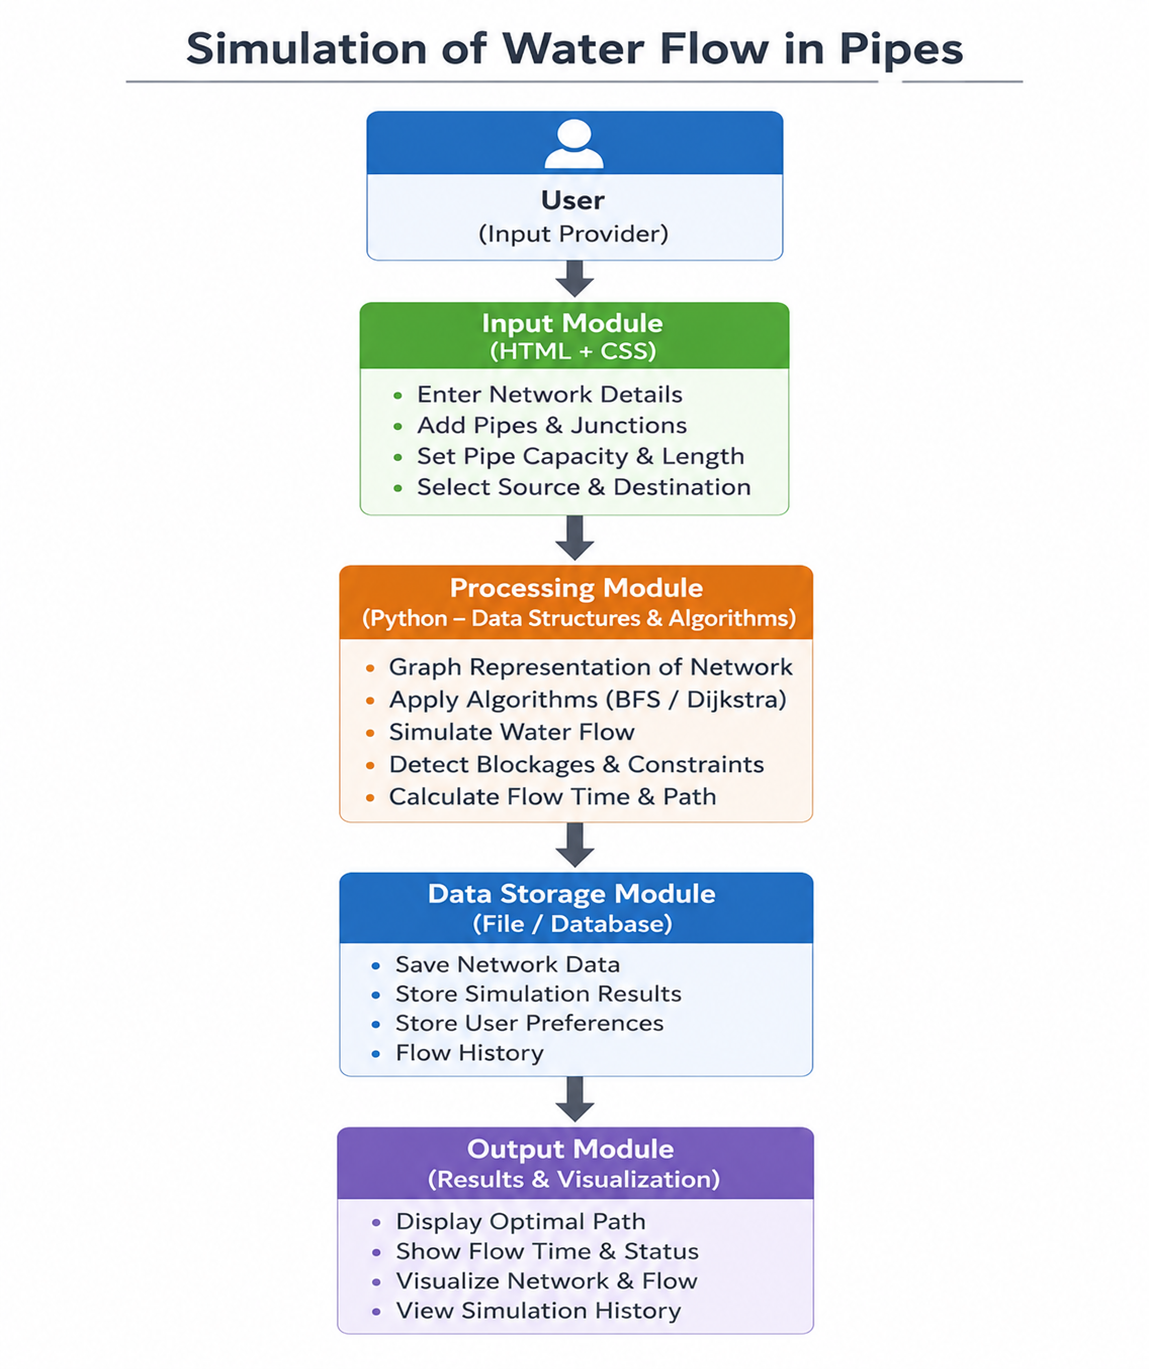 Simulation of Water Flow in Pipes
User
(Input Provider)
Input Module
(HTML + CSS)
• Enter Network Details
• Add Pipes & Junctions
• Set Pipe Capacity & Length
• Select Source & Destination
Processing Module
(Python – Data Structures & Algorithms)
• Graph Representation of Network
• Apply Algorithms (BFS / Dijkstra)
• Simulate Water Flow
• Detect Blockages & Constraints
• Calculate Flow Time & Path
Data Storage Module
(File / Database)
• Save Network Data
• Store Simulation Results
• Store User Preferences
• Flow History
Output Module
(Results & Visualization)
• Display Optimal Path
• Show Flow Time & Status
• Visualize Network & Flow
• View Simulation History